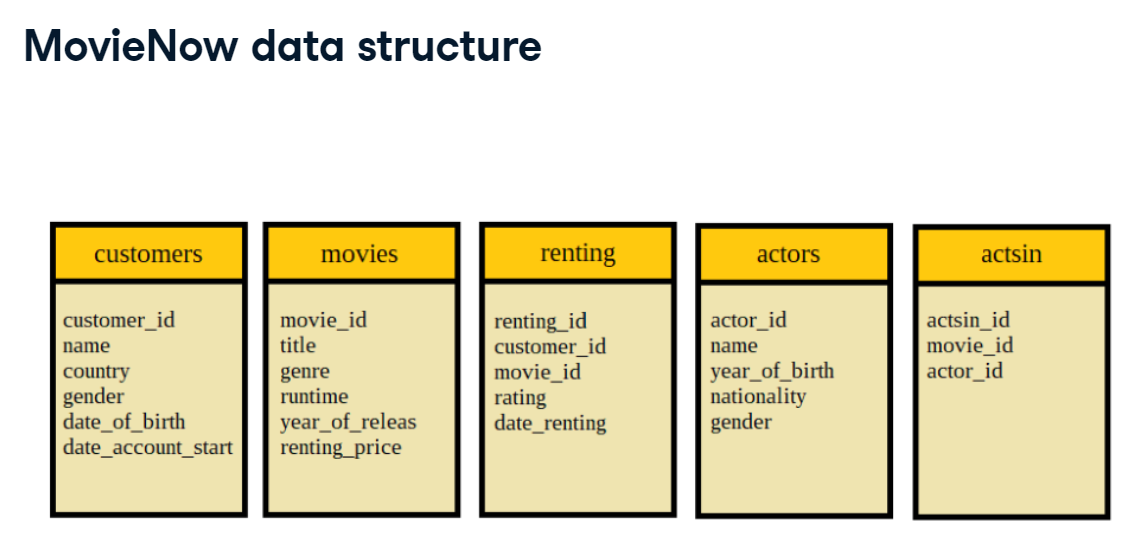 MovieNow data structure
customers
customer_id
name
country
gender
date_of_birth
date_account_start
movies
movie_id
title
genre
runtime
year_of_releas
renting_price
renting
renting_id
customer_id
movie_id
rating
date_renting
actors
actor_id
name
year_of_birth
nationality
gender
actsin
actsin_id
movie_id
actor_id